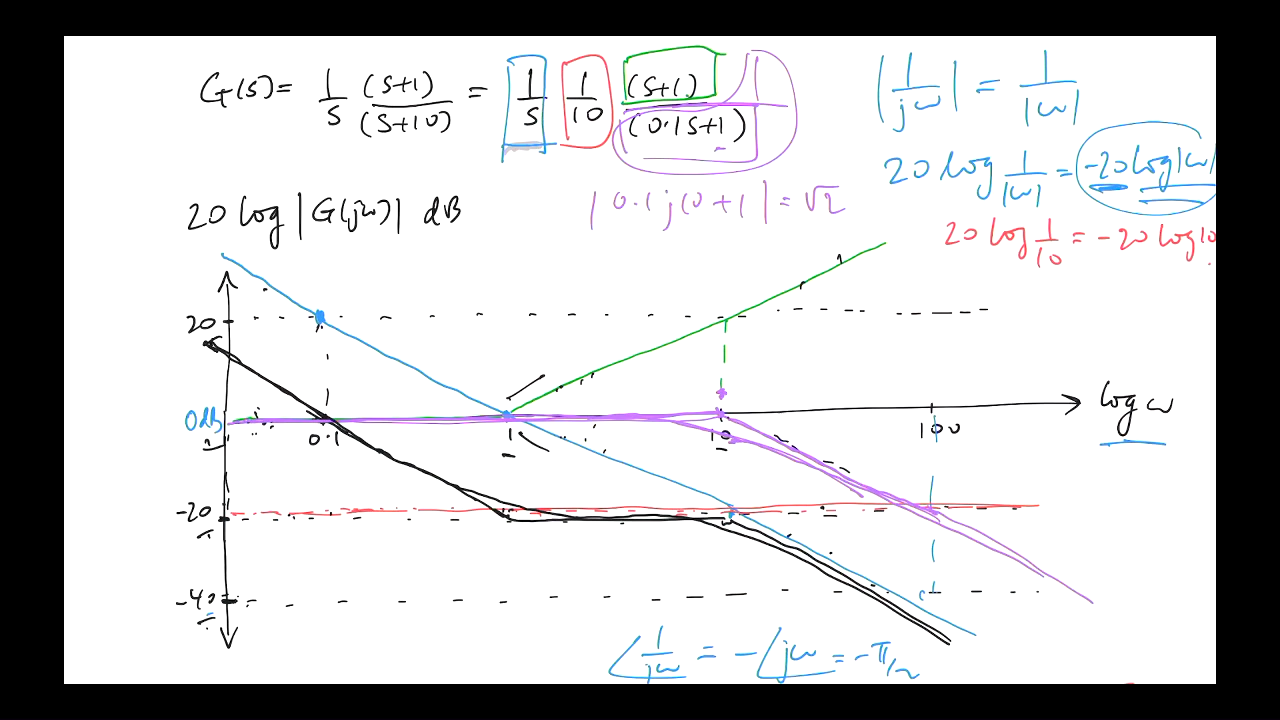 G(s) = 1/s (s+1)/(s+10) = 1/s 1/10 (s+1)/(0.1s+1)
|1/jω| = 1/|ω|
20 log 1/|ω| = -20 log|ω|
20 log |G(jω)| dB
|0.1j10+1| = √2
20 log 1/10 = -20 log 10
20
0dB
0.1
1
10
100
log ω
-20
-40
∠1/jω = -∠jω = -π/2